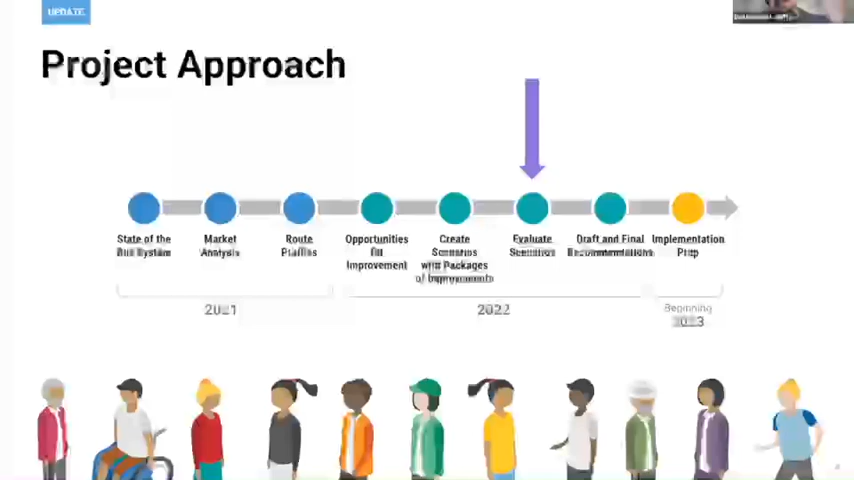 UPDATE
Project Approach
State of the
Bus System
Market
Analysis
Route
Profiles
Opportunities
for
Improvement
Create
Scenarios
with Packages
of Improvements
Evaluate
Scenarios
Draft and Final
Recommendations
Implementation
Prep
2021
2022
Beginning
2023